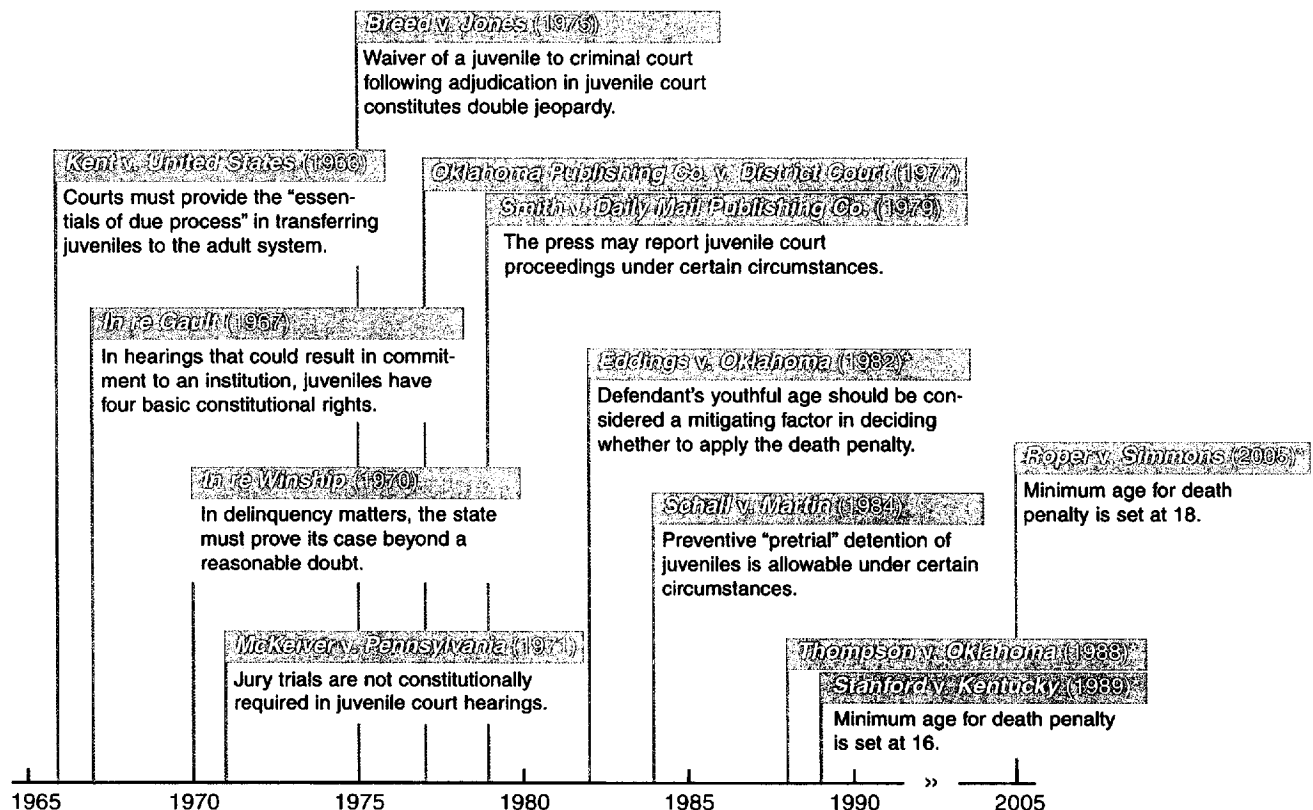 Breed v. Jones (1975)
Waiver of a juvenile to criminal court
following adjudication in juvenile court
constitutes double jeopardy.
Kent v. United States (1966)
Courts must provide the "essen-
tials of due process" in transferring
juveniles to the adult system.
Oklahoma Publishing Co. v. District Court (1977)
Smith v. Daily Mail Publishing Co. (1979)
The press may report juvenile court
proceedings under certain circumstances.
In re Gault (1967)
In hearings that could result in commit-
ment to an institution, juveniles have
four basic constitutional rights.
Eddings v. Oklahoma (1982)*
Defendant's youthful age should be con-
sidered a mitigating factor in deciding
whether to apply the death penalty.
Roper v. Simmons (2005)*
Minimum age for death
penalty is set at 18.
In re Winship (1970)
In delinquency matters, the state
must prove its case beyond a
reasonable doubt.
Schall v. Martin (1984)
Preventive "pretrial" detention of
juveniles is allowable under certain
circumstances.
McKeiver v. Pennsylvania (1971)
Jury trials are not constitutionally
required in juvenile court hearings.
Thompson v. Oklahoma (1988)*
Stanford v. Kentucky (1989)*
Minimum age for death penalty
is set at 16.
1965 1970 1975 1980 1985 1990 » 2005